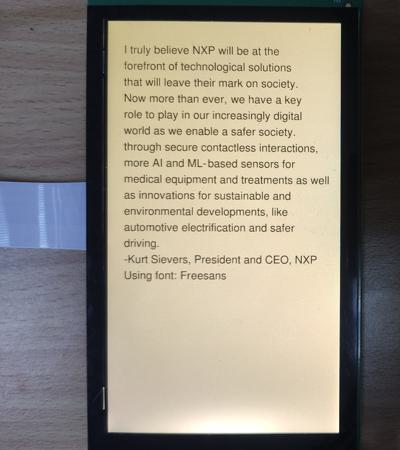 I truly believe NXP will be at the
forefront of technological solutions
that will leave their mark on society.
Now more than ever, we have a key
role to play in our increasingly digital
world as we enable a safer society.
through secure contactless interactions,
more AI and ML-based sensors for
medical equipment and treatments as well
as innovations for sustainable and
environmental developments, like
automotive electrification and safer
driving.
-Kurt Sievers, President and CEO, NXP
Using font: Freesans